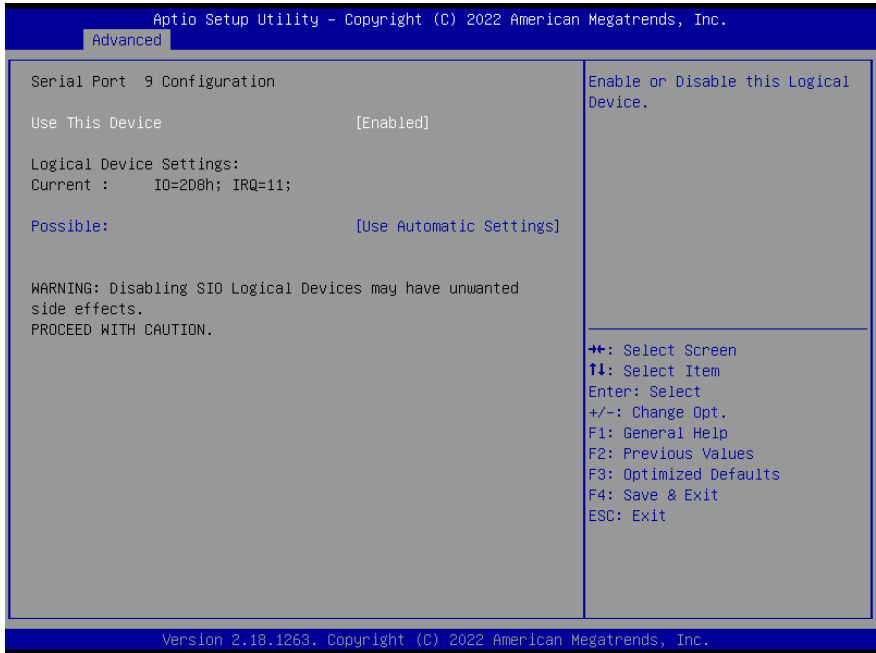 Aptio Setup Utility – Copyright (C) 2022 American Megatrends, Inc.
Advanced
Serial Port  9 Configuration
Use This Device [Enabled]
Logical Device Settings:
Current : IO=2D8h; IRQ=11;
Possible: [Use Automatic Settings]
WARNING: Disabling SIO Logical Devices may have unwanted
side effects.
PROCEED WITH CAUTION.
Enable or Disable this Logical
Device.
→←: Select Screen
↑↓: Select Item
Enter: Select
+/-: Change Opt.
F1: General Help
F2: Previous Values
F3: Optimized Defaults
F4: Save & Exit
ESC: Exit
Version 2.18.1263. Copyright (C) 2022 American Megatrends, Inc.